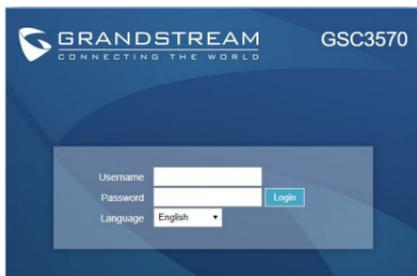 GRANDSTREAM
CONNECTING THE WORLD
GSC3570
Username
Password
Login
Language
English